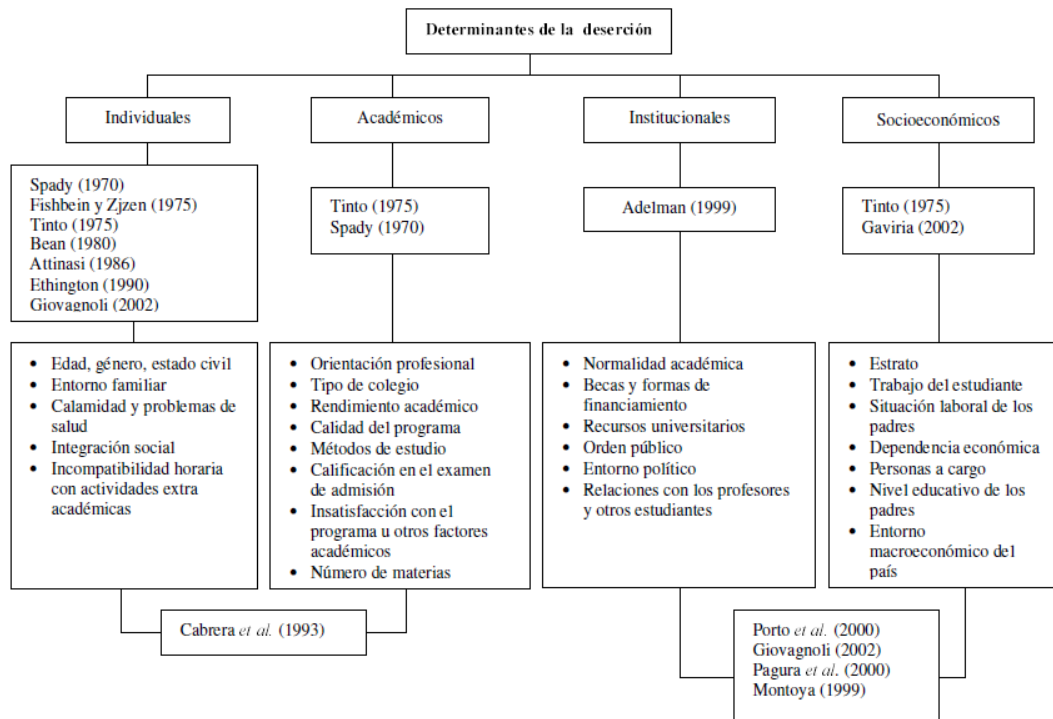 Determinantes de la deserción
Individuales
Académicos
Institucionales
Socioeconómicos
Spady (1970)
Fishbein y Zjzen (1975)
Tinto (1975)
Bean (1980)
Attinasi (1986)
Ethington (1990)
Giovagnoli (2002)
Tinto (1975)
Spady (1970)
Adelman (1999)
Tinto (1975)
Gaviria (2002)
• Edad, género, estado civil
• Entorno familiar
• Calamidad y problemas de
salud
• Integración social
• Incompatibilidad horaria
con actividades extra
académicas
• Orientación profesional
• Tipo de colegio
• Rendimiento académico
• Calidad del programa
• Métodos de estudio
• Calificación en el examen
de admisión
• Insatisfacción con el
programa u otros factores
académicos
• Número de materias
• Normalidad académica
• Becas y formas de
financiamiento
• Recursos universitarios
• Orden público
• Entorno político
• Relaciones con los profesores
y otros estudiantes
• Estrato
• Trabajo del estudiante
• Situación laboral de los
padres
• Dependencia económica
• Personas a cargo
• Nivel educativo de los
padres
• Entorno
macroeconómico del
país
Cabrera et al. (1993)
Porto et al. (2000)
Giovagnoli (2002)
Pagura et al. (2000)
Montoya (1999)